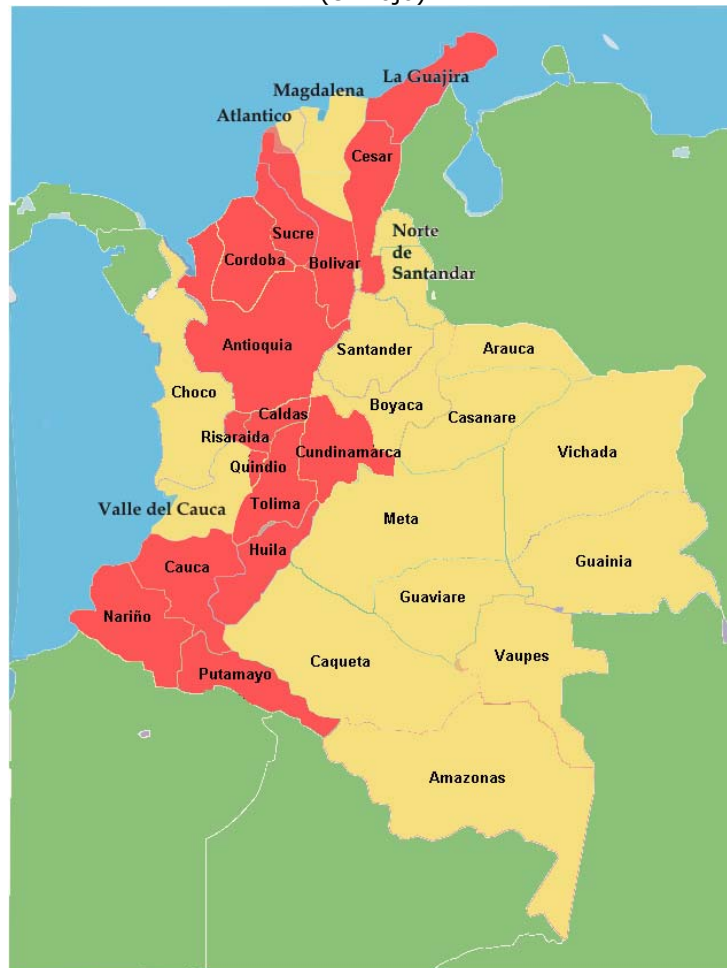 La Guajira
Magdalena
Atlantico
Cesar
Sucre
Norte
de
Santandar
Cordoba
Bolivar
Antioquia
Santander
Arauca
Choco
Boyaca
Caldas
Casanare
Risaraida
Cundinamarca
Quindio
Vichada
Tolima
Valle del Cauca
Meta
Huila
Cauca
Guainia
Guaviare
Nariño
Vaupes
Caqueta
Putamayo
Amazonas